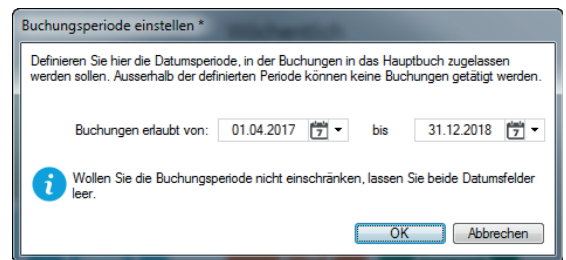 Buchungsperiode einstellen *
Definieren Sie hier die Datumsperiode, in der Buchungen in das Hauptbuch zugelassen
werden sollen. Ausserhalb der definierten Periode können keine Buchungen getätigt werden.
Buchungen erlaubt von: 01.04.2017 7 bis 31.12.2018 7
Wollen Sie die Buchungsperiode nicht einschränken, lassen Sie beide Datumsfelder
leer.
OK Abbrechen